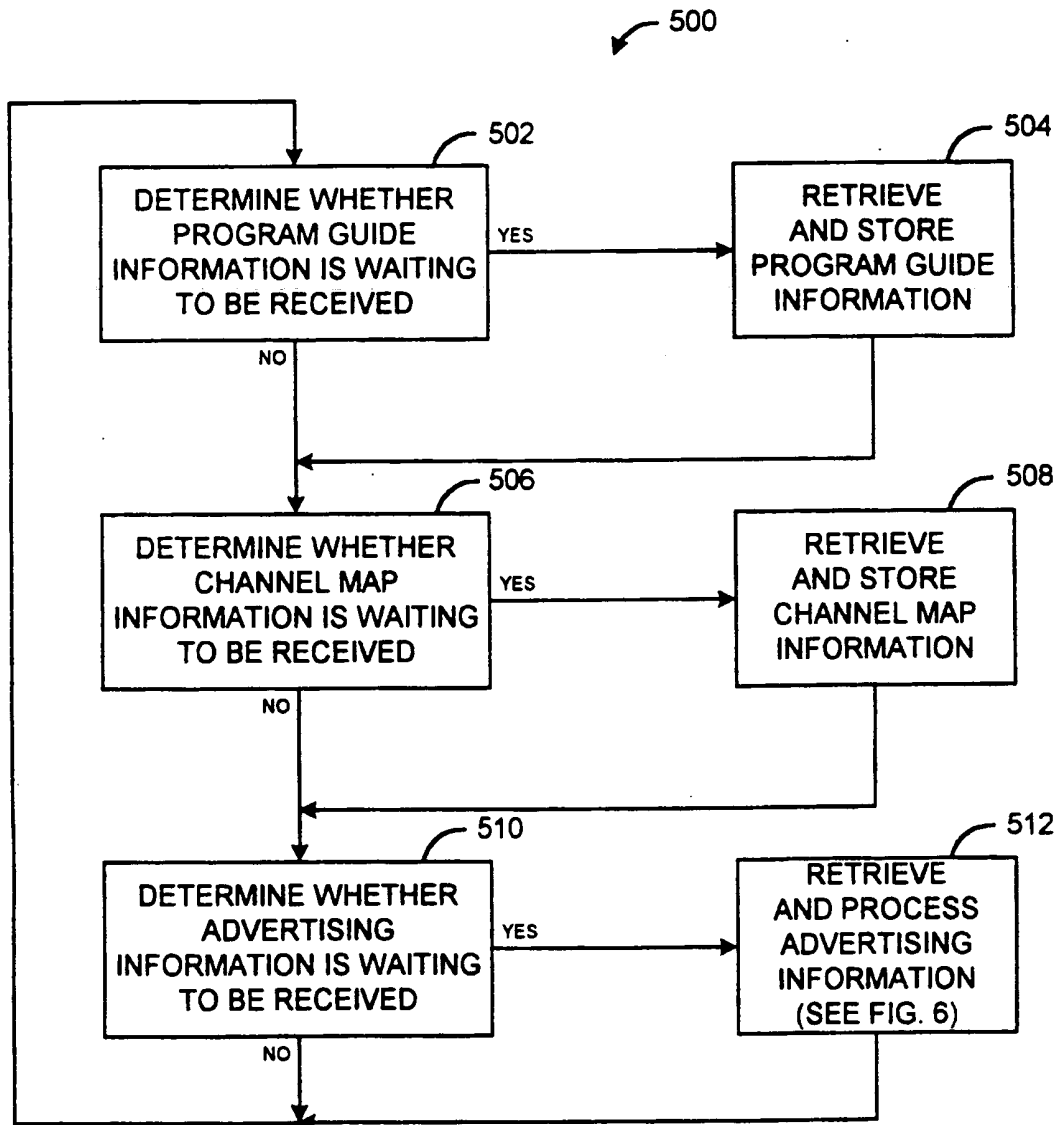 500
502
DETERMINE WHETHER
PROGRAM GUIDE
INFORMATION IS WAITING
TO BE RECEIVED
YES
NO
504
RETRIEVE
AND STORE
PROGRAM GUIDE
INFORMATION
506
DETERMINE WHETHER
CHANNEL MAP
INFORMATION IS WAITING
TO BE RECEIVED
YES
NO
508
RETRIEVE
AND STORE
CHANNEL MAP
INFORMATION
510
DETERMINE WHETHER
ADVERTISING
INFORMATION IS WAITING
TO BE RECEIVED
YES
NO
512
RETRIEVE
AND PROCESS
ADVERTISING
INFORMATION
(SEE FIG. 6)